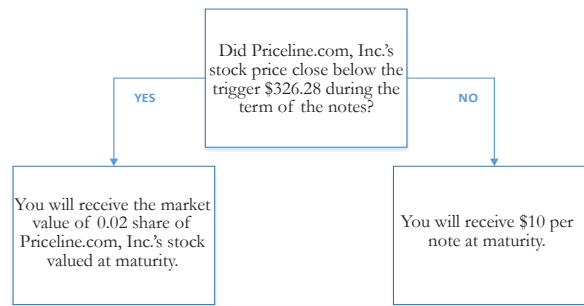 Did Priceline.com, Inc.'s
stock price close below the
trigger $326.28 during the
term of the notes?
YES
NO
You will receive the market
value of 0.02 share of
Priceline.com, Inc.'s stock
valued at maturity.
You will receive $10 per
note at maturity.